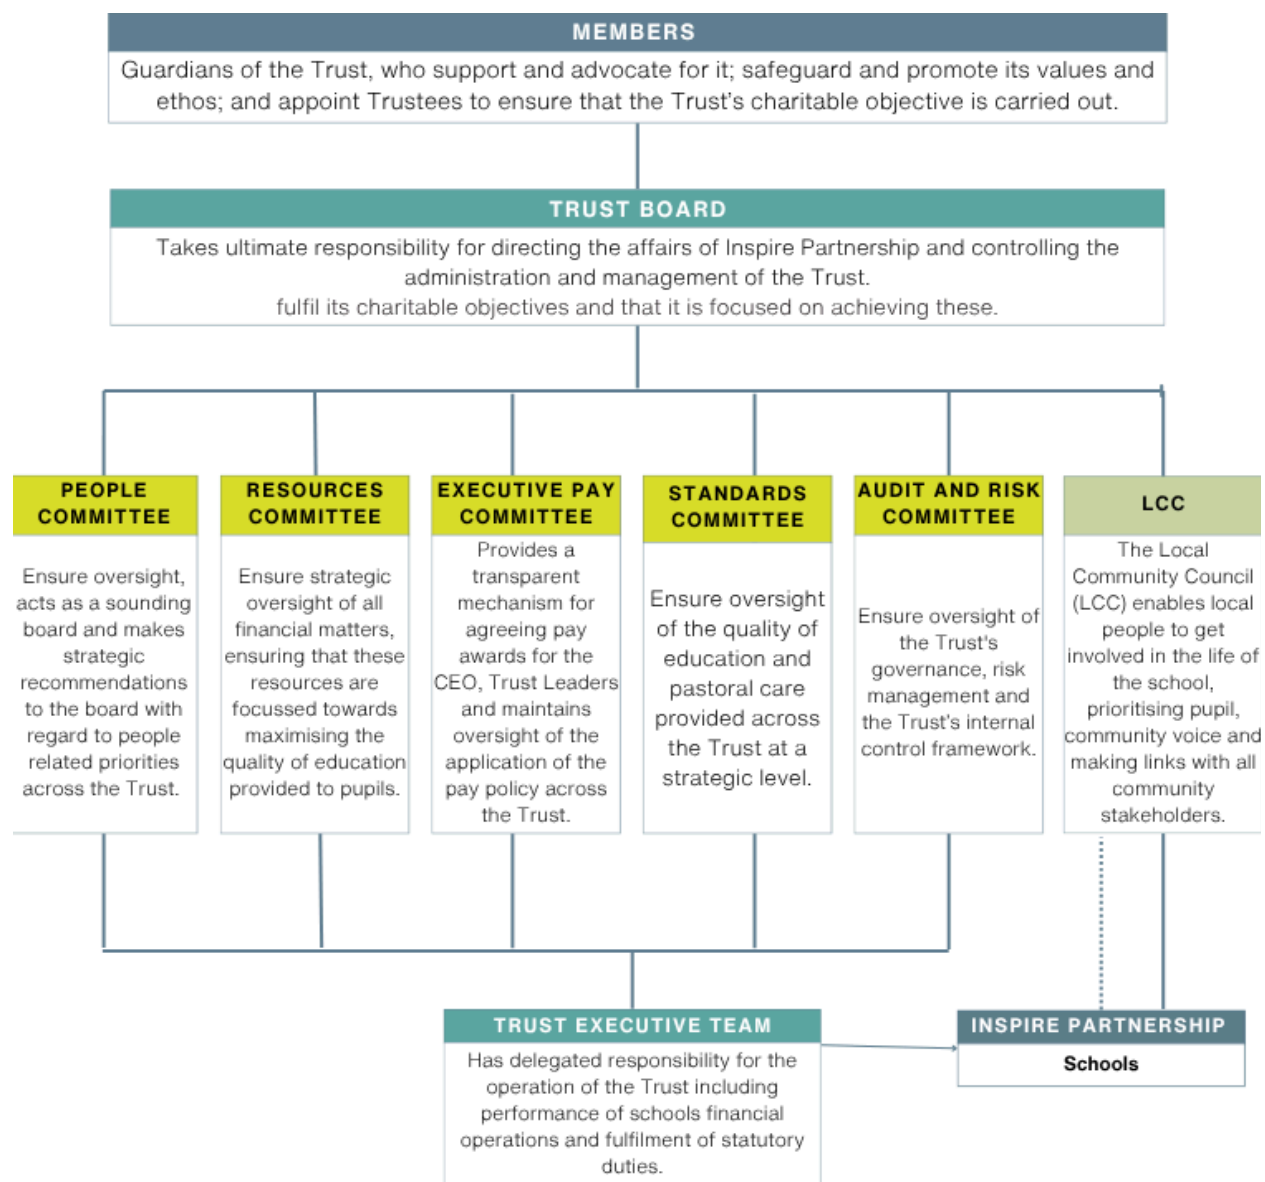 MEMBERS
Guardians of the Trust, who support and advocate for it; safeguard and promote its values and
ethos; and appoint Trustees to ensure that the Trust's charitable objective is carried out.
TRUST BOARD
Takes ultimate responsibility for directing the affairs of Inspire Partnership and controlling the
administration and management of the Trust.
fulfil its charitable objectives and that it is focused on achieving these.
PEOPLE
COMMITTEE
Ensure oversight,
acts as a sounding
board and makes
strategic
recommendations
to the board with
regard to people
related priorities
across the Trust.
RESOURCES
COMMITTEE
Ensure strategic
oversight of all
financial matters,
ensuring that these
resources are
focussed towards
maximising the
quality of education
provided to pupils.
EXECUTIVE PAY
COMMITTEE
Provides a
transparent
mechanism for
agreeing pay
awards for the
CEO, Trust Leaders
and maintains
oversight of the
application of the
pay policy across
the Trust.
STANDARDS
COMMITTEE
Ensure oversight
of the quality of
education and
pastoral care
provided across
the Trust at a
strategic level.
AUDIT AND RISK
COMMITTEE
Ensure oversight of
the Trust's
governance, risk
management and
the Trust's internal
control framework.
LCC
The Local
Community Council
(LCC) enables local
people to get
involved in the life of
the school,
prioritising pupil,
community voice and
making links with all
community
stakeholders.
TRUST EXECUTIVE TEAM
Has delegated responsibility for the
operation of the Trust including
performance of schools financial
operations and fulfilment of statutory
duties.
INSPIRE PARTNERSHIP
Schools